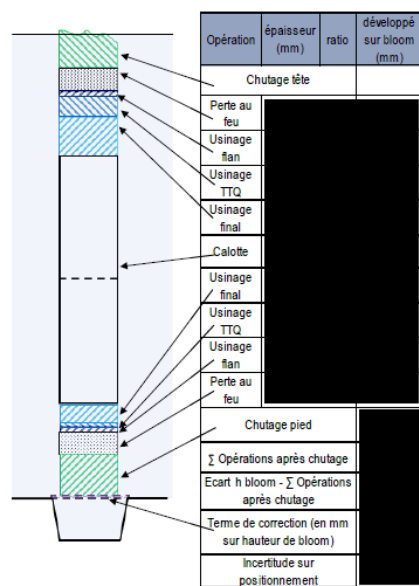 Opération
épaisseur
(mm)
ratio
développé
sur bloom
(mm)
Chutage tête
Perte au
feu
Usinage
flan
Usinage
TTQ
Usinage
final
Calotte
Usinage
final
Usinage
TTQ
Usinage
flan
Perte au
feu
Chutage pied
∑ Opérations après chutage
Ecart h bloom - ∑ Opérations
après chutage
Terme de correction (en mm
sur hauteur de bloom)
Incertitude sur
positionnement